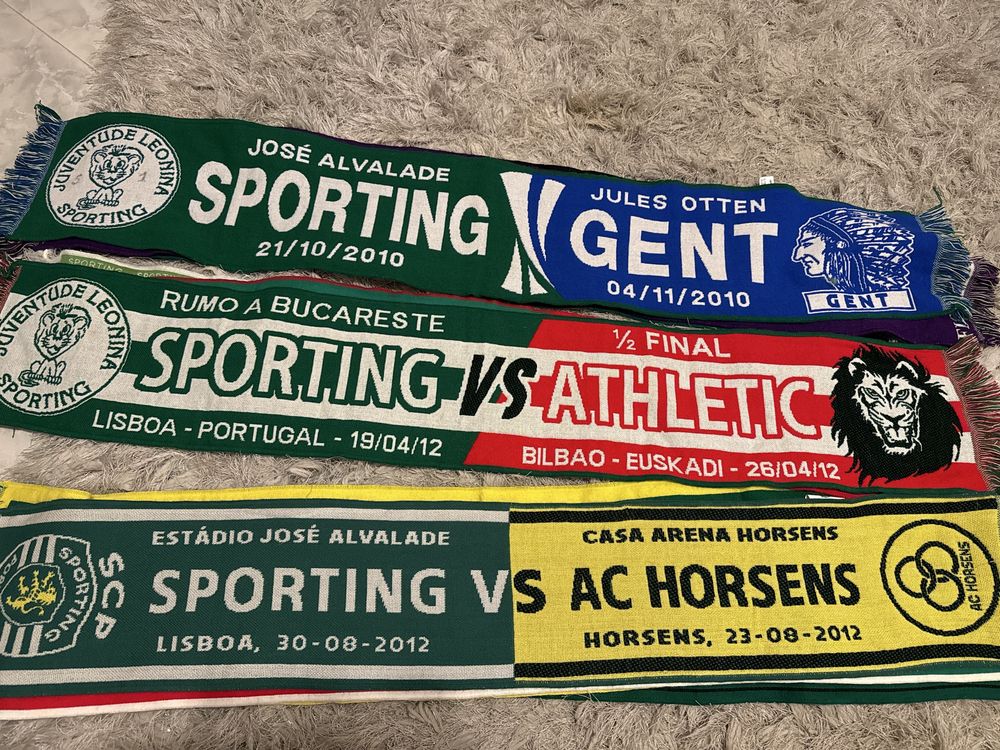 JUVENTUDE LEONINA
SPORTING
JOSÉ ALVALADE
SPORTING
21/10/2010
JULES OTTEN
GENT
04/11/2010
GENT
SPORTING SPORTING
JUVENTUDE LEONINA
SPORTING
RUMO A BUCARESTE
SPORTING VS ATHLETIC
½ FINAL
LISBOA - PORTUGAL - 19/04/12
BILBAO - EUSKADI - 26/04/12
SPORTING
SCP
ESTÁDIO JOSÉ ALVALADE
SPORTING VS AC HORSENS
LISBOA, 30-08-2012
CASA ARENA HORSENS
HORSENS, 23-08-2012
AC HORSENS